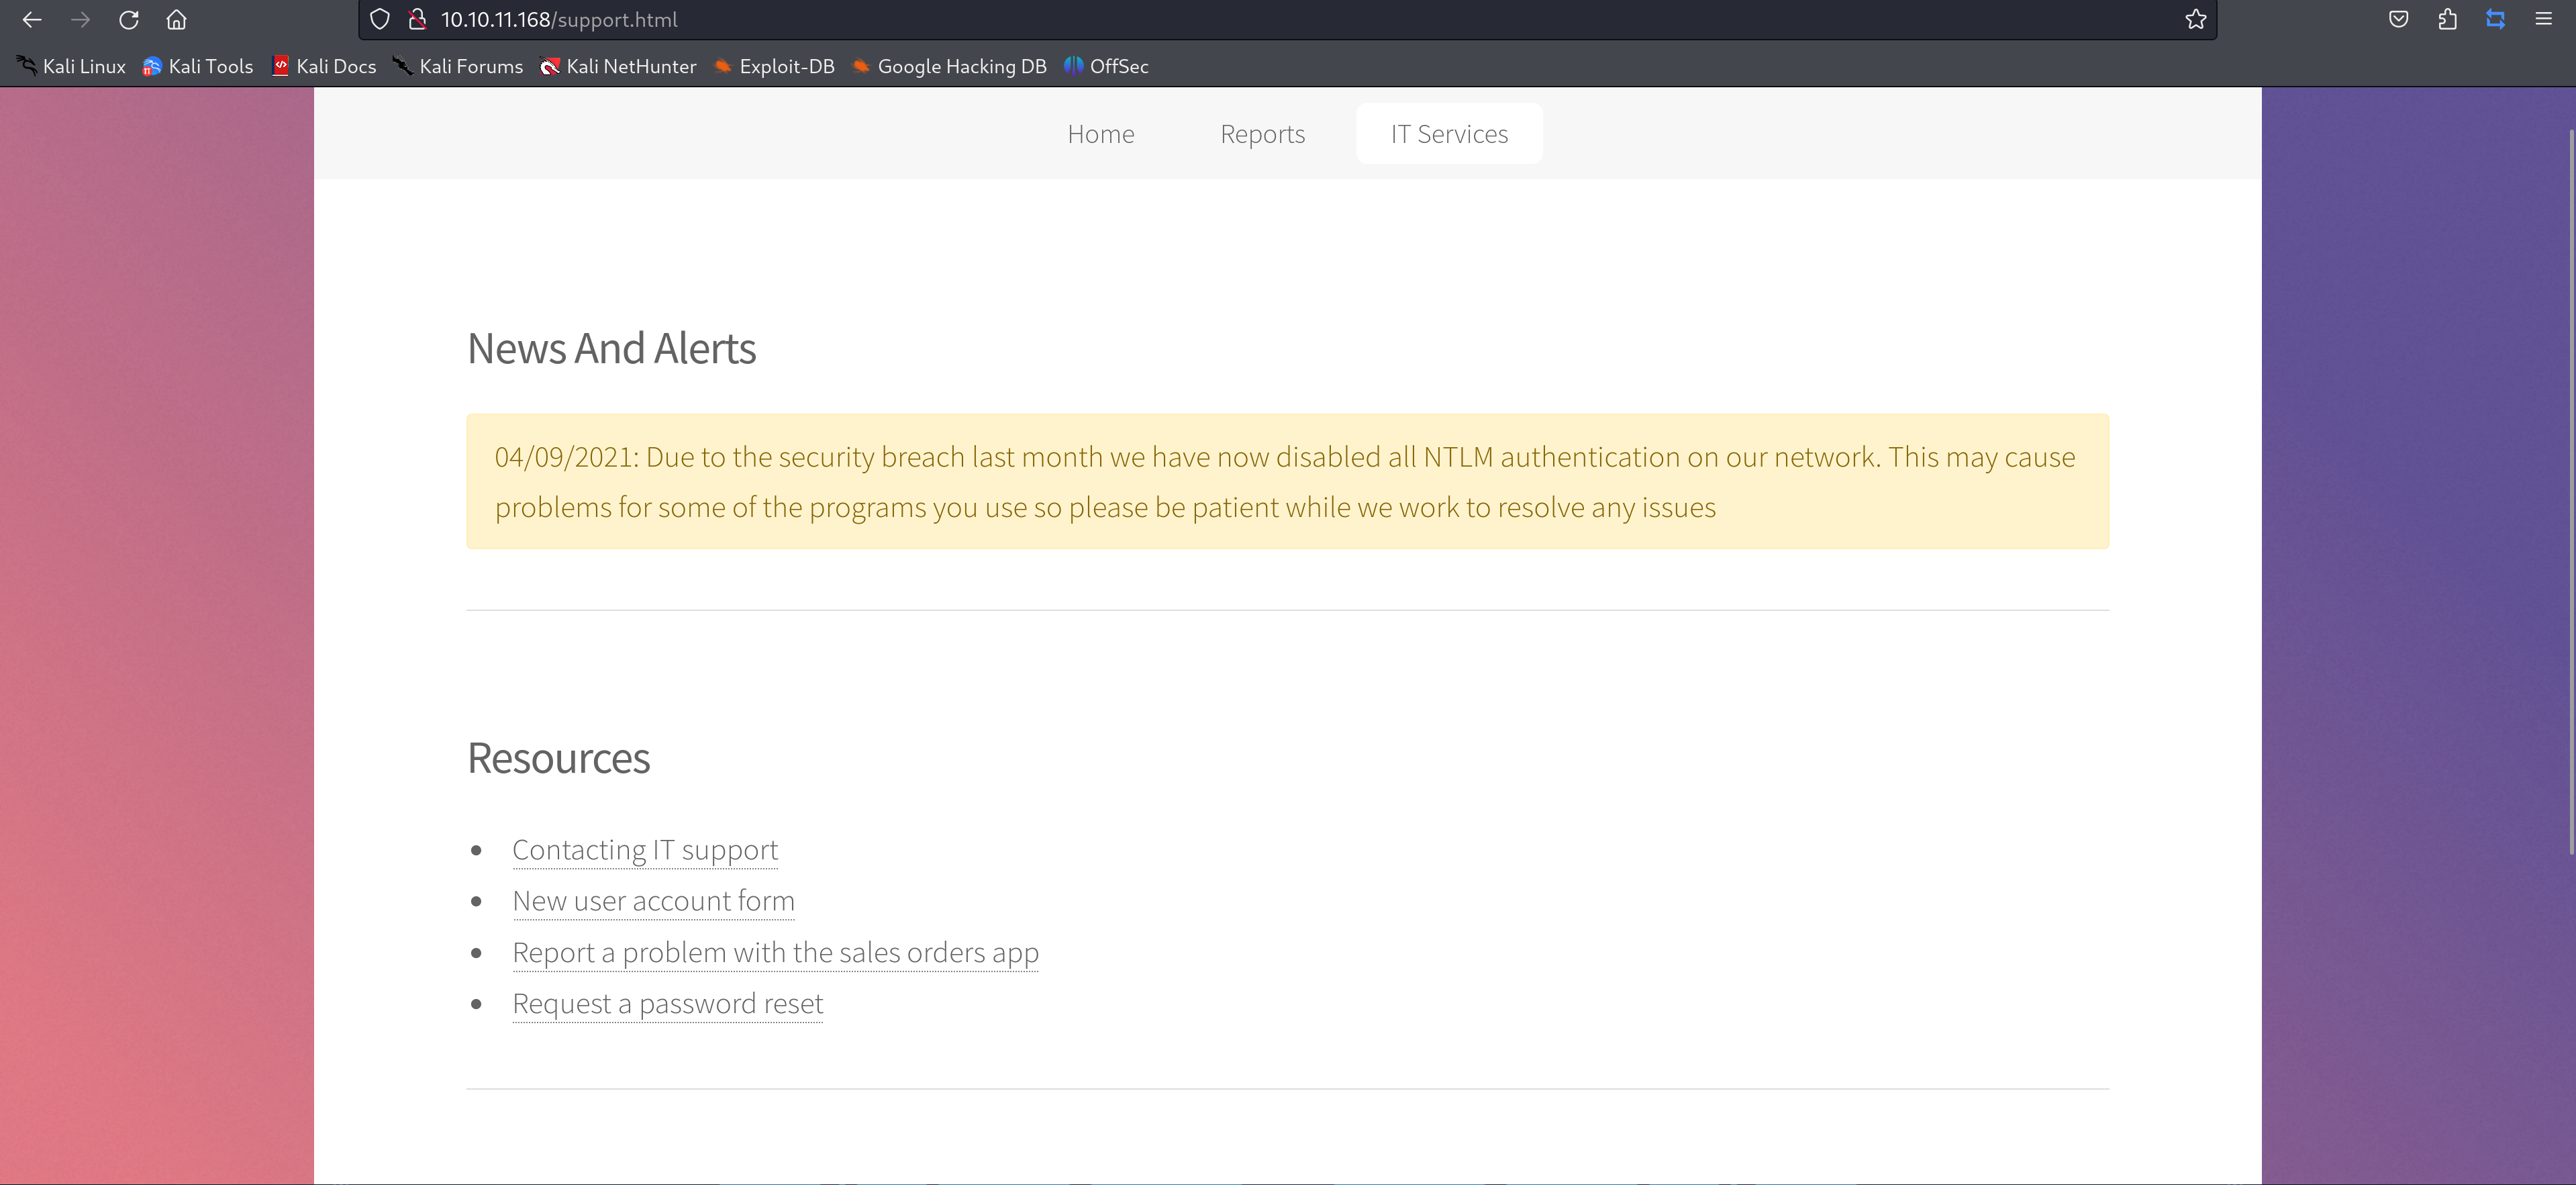 10.10.11.168/support.html
Kali Linux Kali Tools Kali Docs Kali Forums Kali NetHunter Exploit-DB Google Hacking DB OffSec
Home Reports IT Services
News And Alerts
04/09/2021: Due to the security breach last month we have now disabled all NTLM authentication on our network. This may cause
problems for some of the programs you use so please be patient while we work to resolve any issues
Resources
Contacting IT support
New user account form
Report a problem with the sales orders app
Request a password reset